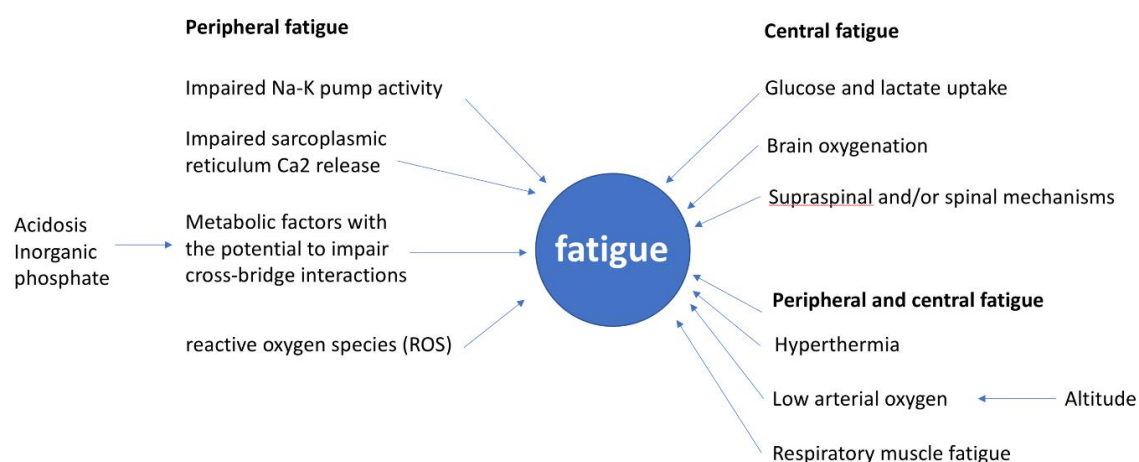 Peripheral fatigue
Impaired Na-K pump activity
Impaired sarcoplasmic
reticulum Ca2 release
Acidosis
Inorganic
phosphate
Metabolic factors with
the potential to impair
cross-bridge interactions
reactive oxygen species (ROS)
fatigue
Central fatigue
Glucose and lactate uptake
Brain oxygenation
Supraspinal and/or spinal mechanisms
Peripheral and central fatigue
Hyperthermia
Low arterial oxygen
Altitude
Respiratory muscle fatigue